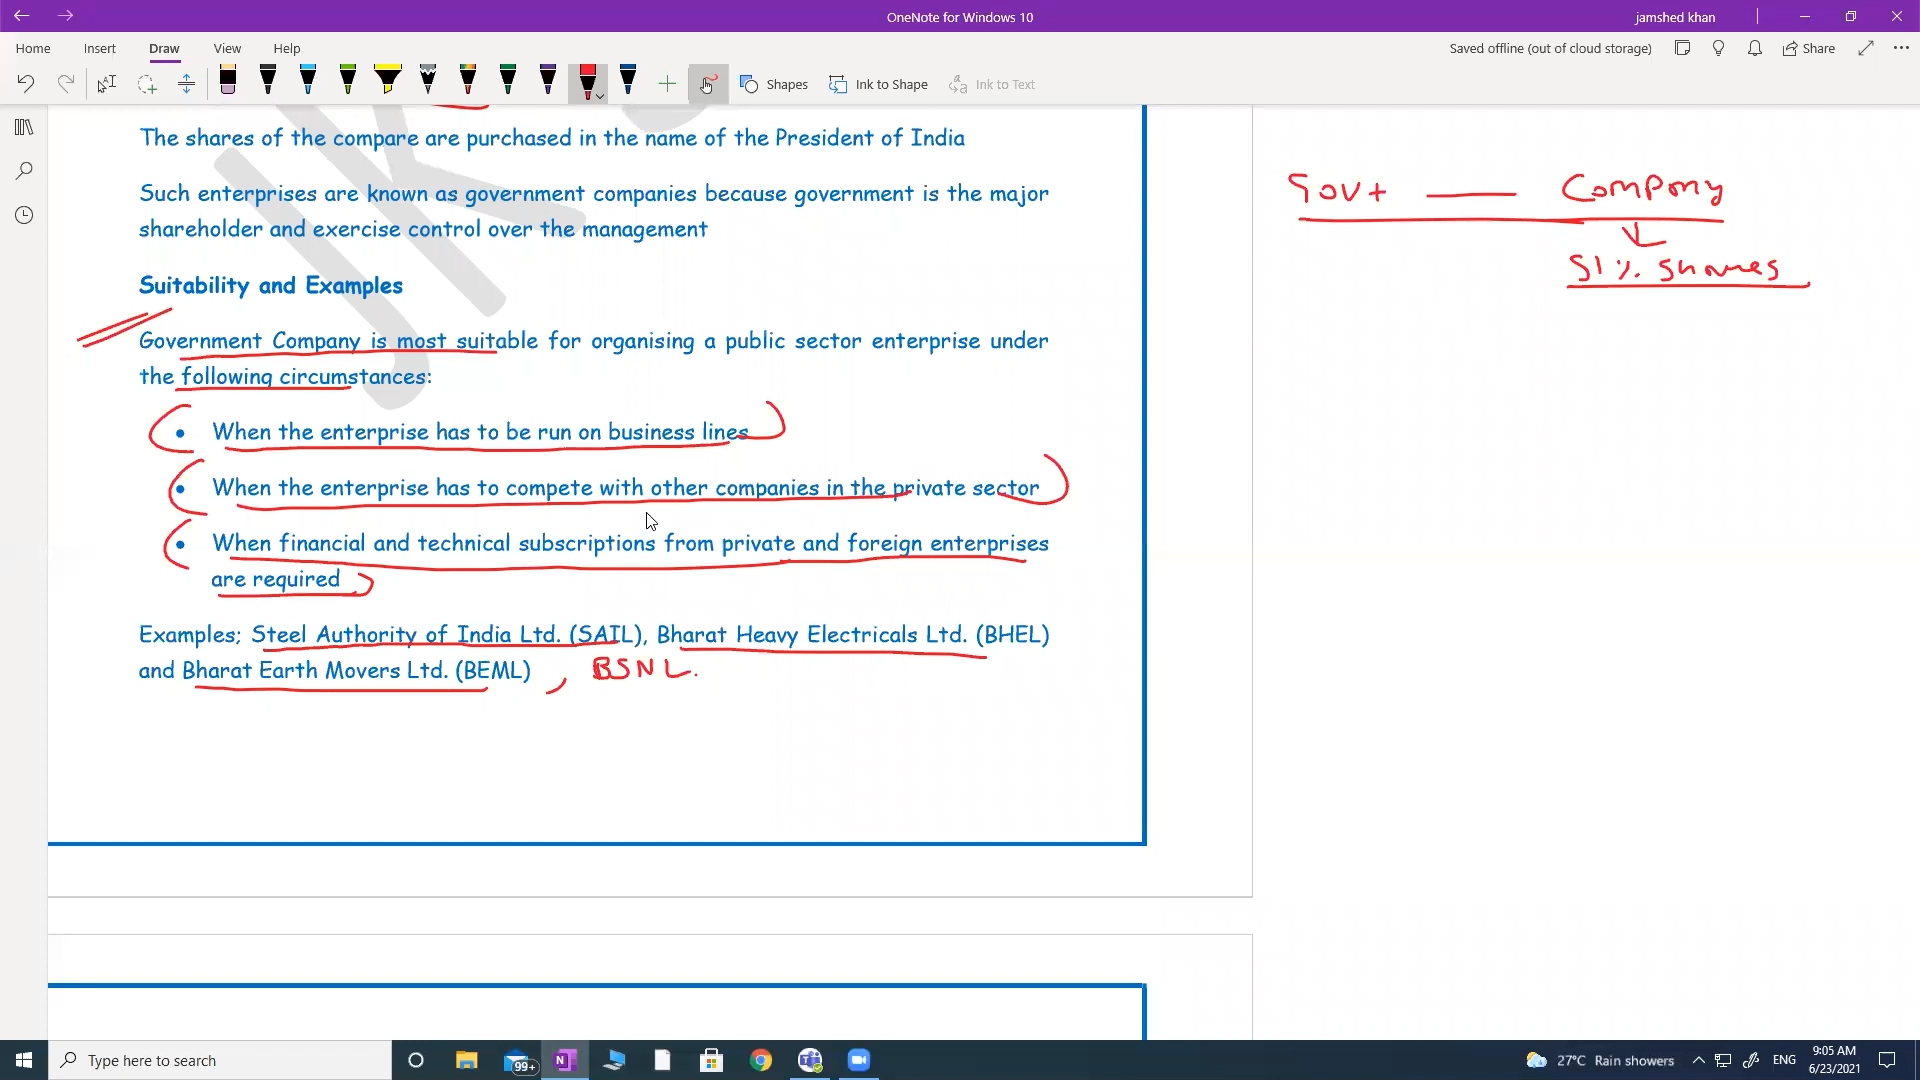 OneNote for Windows 10
jamshed khan
Home Insert Draw View Help
Saved offline (out of cloud storage)
Share
Shapes
Ink to Shape
Ink to Text
The shares of the compare are purchased in the name of the President of India
Such enterprises are known as government companies because government is the major
shareholder and exercise control over the management
Suitability and Examples
Government Company is most suitable for organising a public sector enterprise under
the following circumstances:
• When the enterprise has to be run on business lines
• When the enterprise has to compete with other companies in the private sector
• When financial and technical subscriptions from private and foreign enterprises
are required
Examples; Steel Authority of India Ltd. (SAIL), Bharat Heavy Electricals Ltd. (BHEL)
and Bharat Earth Movers Ltd. (BEML) , BSNL.
Govt — Company
51% shares
JK
Type here to search
99+
27°C Rain showers
ENG
9:05 AM
6/23/2021